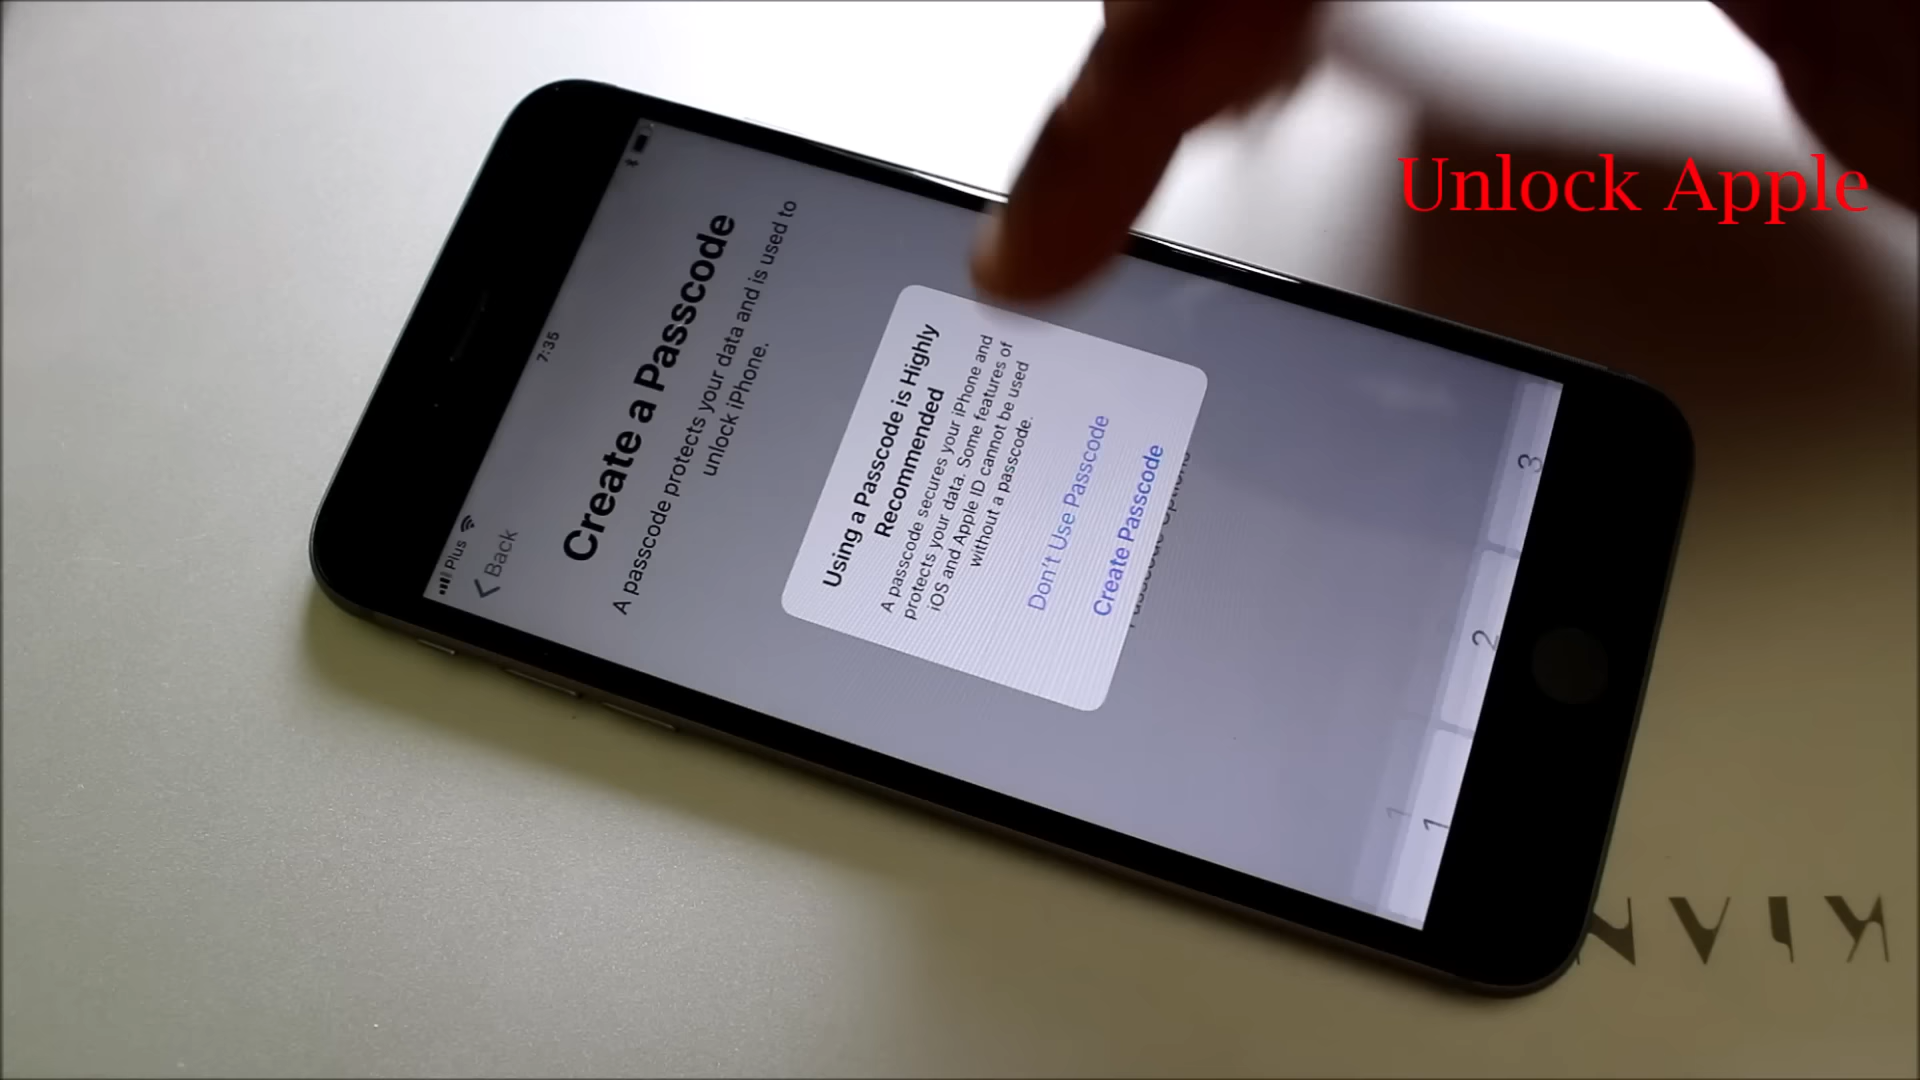 Unlock Apple
Plus
7:35
Back
Create a Passcode
A passcode protects your data and is used to
unlock iPhone.
Using a Passcode is Highly
Recommended
A passcode secures your iPhone and
protects your data. Some features of
iOS and Apple ID cannot be used
without a passcode.
Don't Use Passcode
Create Passcode
1
1
2
3